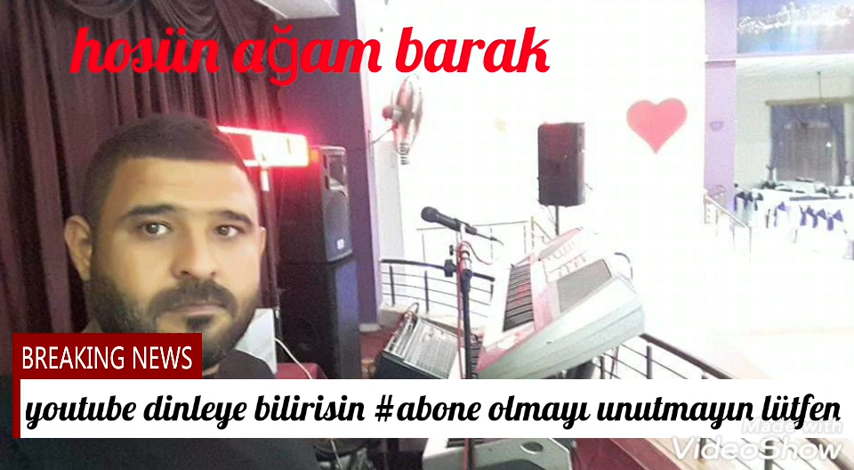 hosün ağam barak
BREAKING NEWS
youtube dinleye bilirisin #abone olmayı unutmayın lütfen
Made with
VideoShow